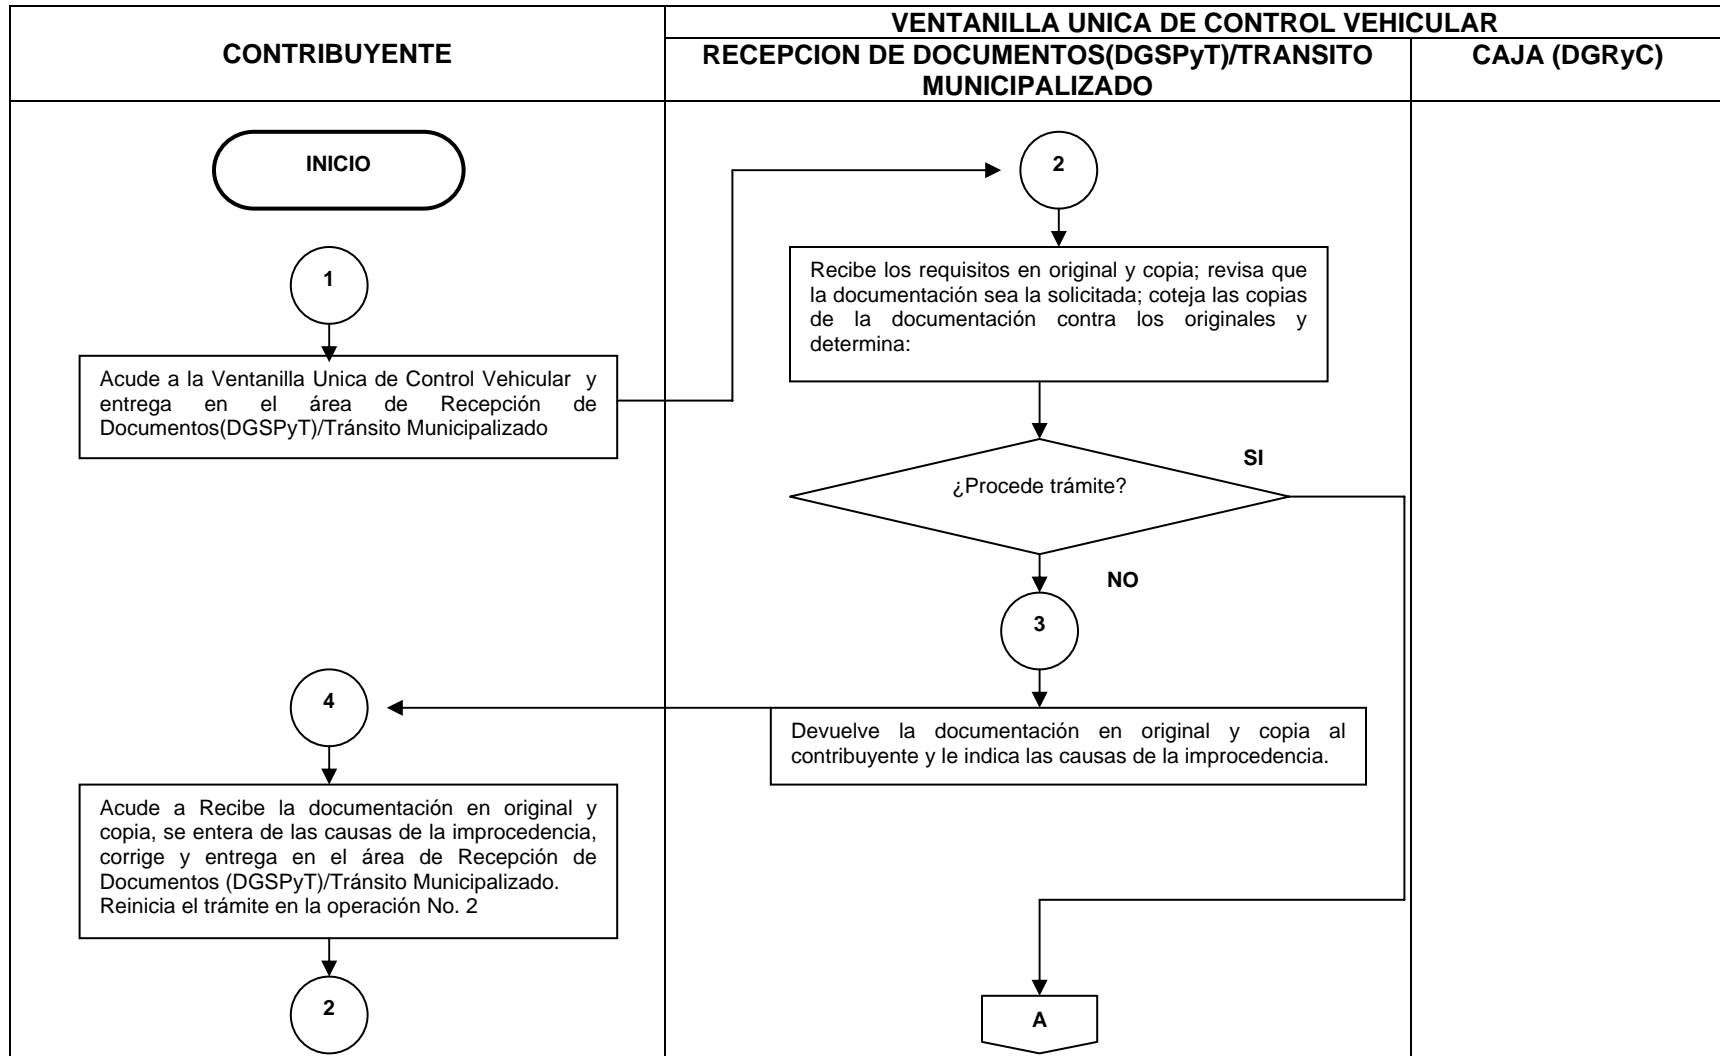 VENTANILLA UNICA DE CONTROL VEHICULAR
CONTRIBUYENTE
RECEPCION DE DOCUMENTOS(DGSPyT)/TRANSITO
MUNICIPALIZADO
CAJA (DGRyC)
INICIO
1
Acude a la Ventanilla Unica de Control Vehicular y
entrega en el área de Recepción de
Documentos(DGSPyT)/Tránsito Municipalizado
2
Recibe los requisitos en original y copia; revisa que
la documentación sea la solicitada; coteja las copias
de la documentación contra los originales y
determina:
¿Procede trámite?
SI
NO
3
Devuelve la documentación en original y copia al
contribuyente y le indica las causas de la improcedencia.
4
Acude a Recibe la documentación en original y
copia, se entera de las causas de la improcedencia,
corrige y entrega en el área de Recepción de
Documentos (DGSPyT)/Tránsito Municipalizado.
Reinicia el trámite en la operación No. 2
2
A